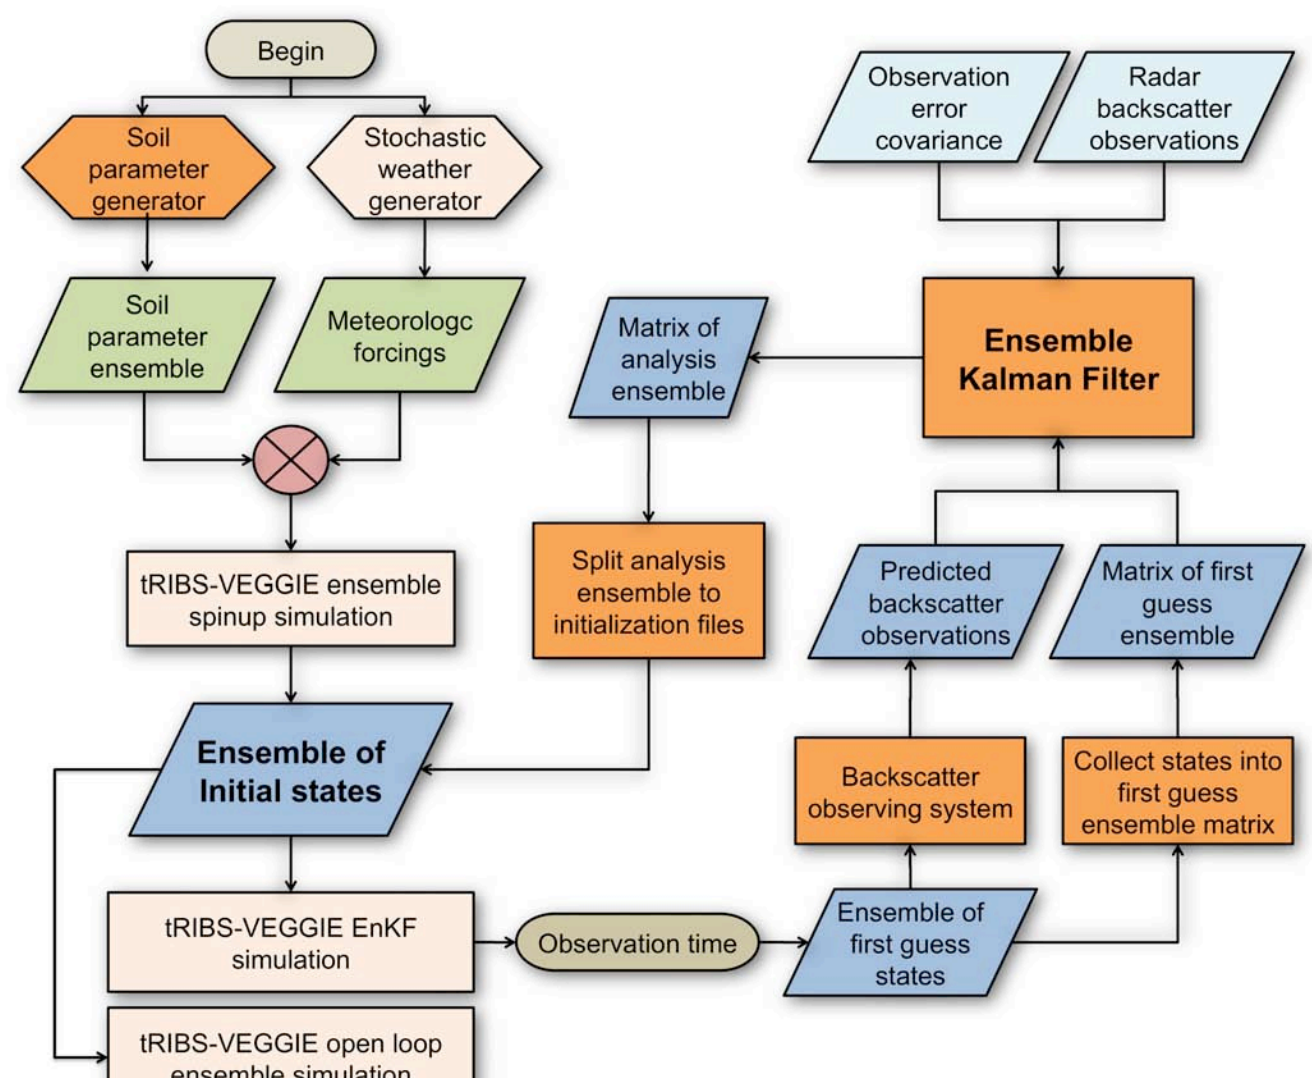 Begin
Soil
parameter
generator
Stochastic
weather
generator
Soil
parameter
ensemble
Meteorologc
forcings
tRIBS-VEGGIE ensemble
spinup simulation
Ensemble of
Initial states
tRIBS-VEGGIE EnKF
simulation
tRIBS-VEGGIE open loop
ensemble simulation
Observation time
Matrix of
analysis
ensemble
Split analysis
ensemble to
initialization files
Observation
error
covariance
Radar
backscatter
observations
Ensemble
Kalman Filter
Predicted
backscatter
observations
Matrix of first
guess
ensemble
Backscatter
observing system
Collect states into
first guess
ensemble matrix
Ensemble of
first guess
states